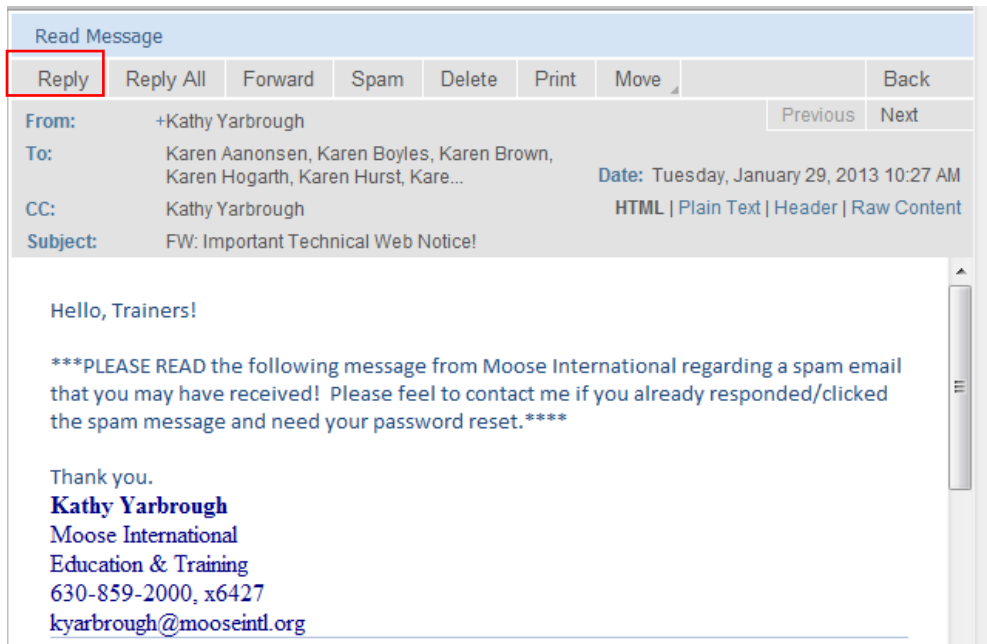 Read Message
Reply Reply All Forward Spam Delete Print Move Back
Previous Next
From: +Kathy Yarbrough
To: Karen Aanonsen, Karen Boyles, Karen Brown,
Karen Hogarth, Karen Hurst, Kare...
Date: Tuesday, January 29, 2013 10:27 AM
CC: Kathy Yarbrough
HTML | Plain Text | Header | Raw Content
Subject: FW: Important Technical Web Notice!
Hello, Trainers!
***PLEASE READ the following message from Moose International regarding a spam email
that you may have received! Please feel to contact me if you already responded/clicked
the spam message and need your password reset.****
Thank you.
Kathy Yarbrough
Moose International
Education & Training
630-859-2000, x6427
kyarbrough@mooseintl.org